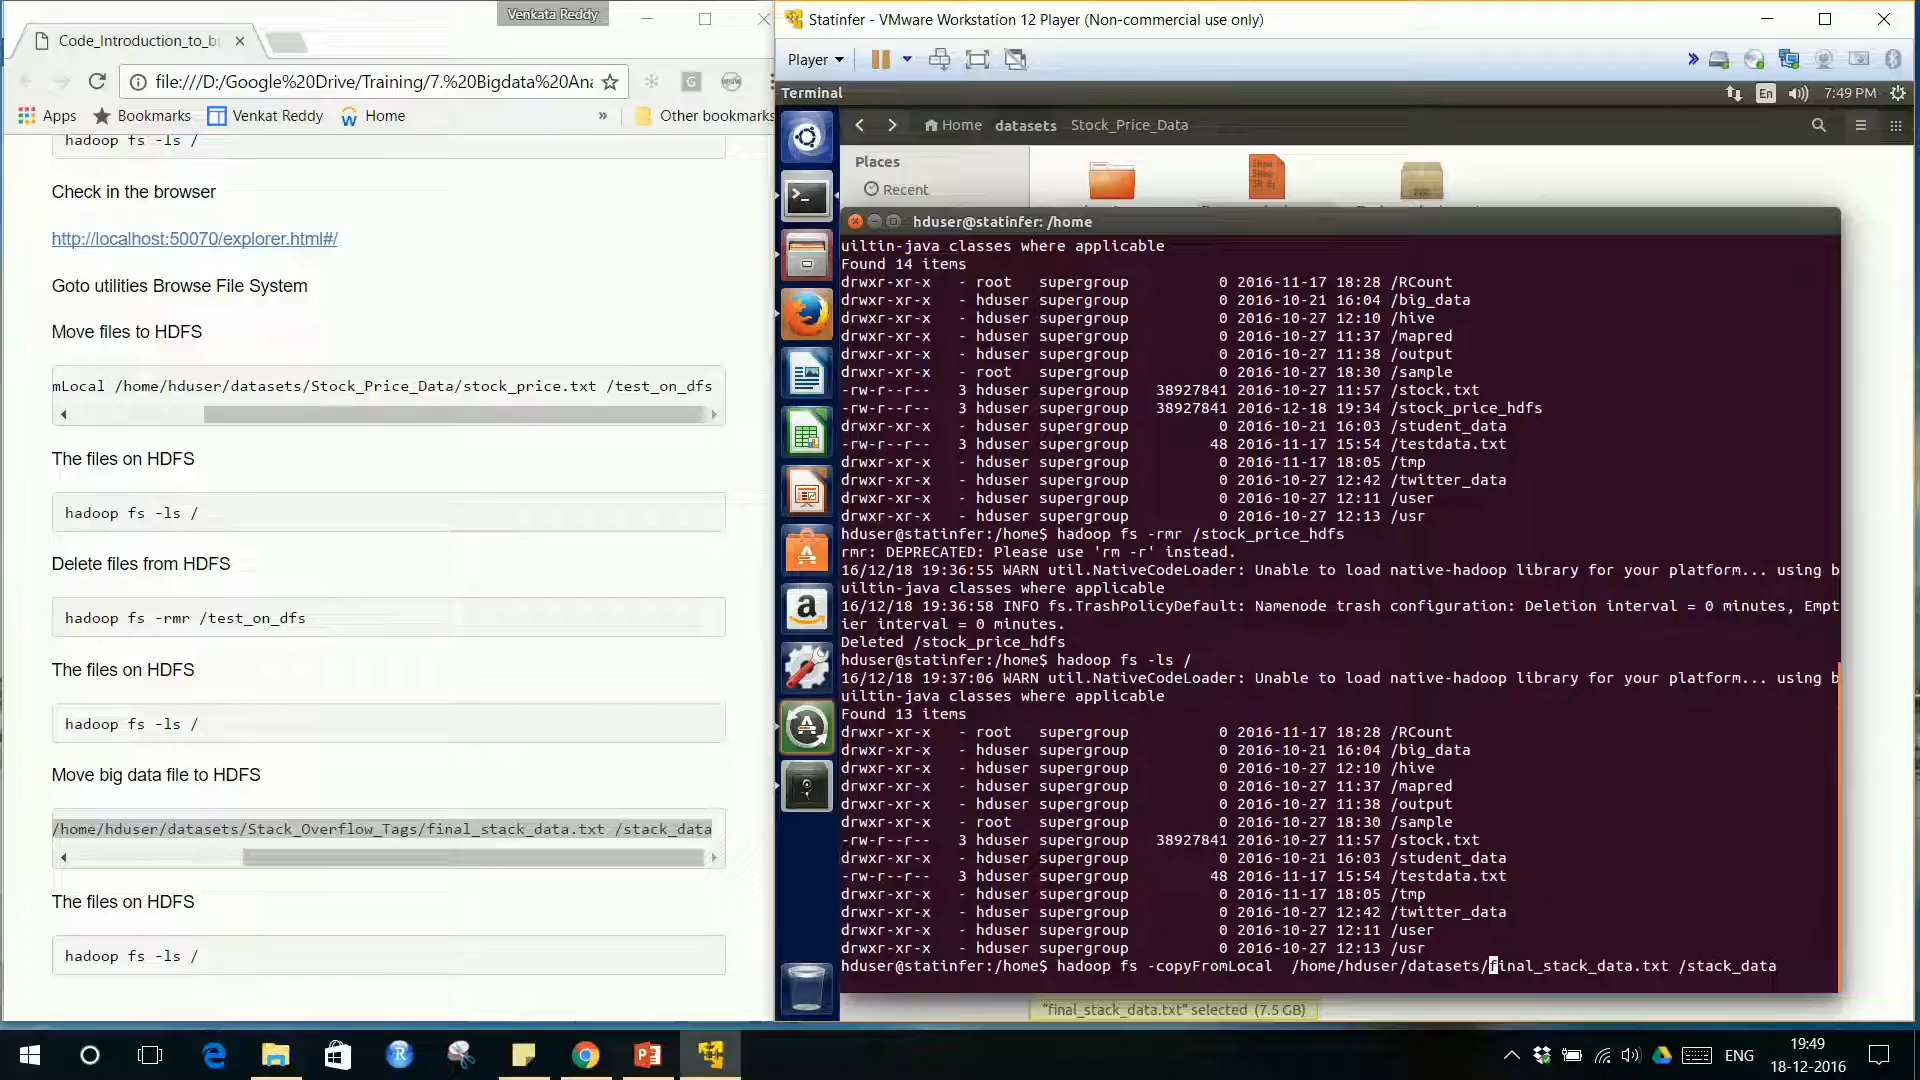 Venkata Reddy
Code_Introduction_to_b
file:///D:/Google%20Drive/Training/7.%20Bigdata%20Ana
Apps
Bookmarks
Venkat Reddy
Home
»
Other bookmarks
hadoop fs -ls /
Check in the browser
http://localhost:50070/explorer.html#/
Goto utilities Browse File System
Move files to HDFS
mLocal /home/hduser/datasets/Stock_Price_Data/stock_price.txt /test_on_dfs
The files on HDFS
hadoop fs -ls /
Delete files from HDFS
hadoop fs -rmr /test_on_dfs
The files on HDFS
hadoop fs -ls /
Move big data file to HDFS
/home/hduser/datasets/Stack_Overflow_Tags/final_stack_data.txt /stack_data
The files on HDFS
hadoop fs -ls /
Statinfer - VMware Workstation 12 Player (Non-commercial use only)
Player
Terminal
En
7:49 PM
Home
datasets
Stock_Price_Data
Places
Recent
hduser@statinfer: /home
uiltin-java classes where applicable
Found 14 items
drwxr-xr-x   - root   supergroup          0 2016-11-17 18:28 /RCount
drwxr-xr-x   - hduser supergroup          0 2016-10-21 16:04 /big_data
drwxr-xr-x   - hduser supergroup          0 2016-10-27 12:10 /hive
drwxr-xr-x   - hduser supergroup          0 2016-10-27 11:37 /mapred
drwxr-xr-x   - hduser supergroup          0 2016-10-27 11:38 /output
drwxr-xr-x   - root   supergroup          0 2016-10-27 18:30 /sample
-rw-r--r--   3 hduser supergroup   38927841 2016-10-27 11:57 /stock.txt
-rw-r--r--   3 hduser supergroup   38927841 2016-12-18 19:34 /stock_price_hdfs
drwxr-xr-x   - hduser supergroup          0 2016-10-21 16:03 /student_data
-rw-r--r--   3 hduser supergroup         48 2016-11-17 15:54 /testdata.txt
drwxr-xr-x   - hduser supergroup          0 2016-11-17 18:05 /tmp
drwxr-xr-x   - hduser supergroup          0 2016-10-27 12:42 /twitter_data
drwxr-xr-x   - hduser supergroup          0 2016-10-27 12:11 /user
drwxr-xr-x   - hduser supergroup          0 2016-10-27 12:13 /usr
hduser@statinfer:/home$ hadoop fs -rmr /stock_price_hdfs
rmr: DEPRECATED: Please use 'rm -r' instead.
16/12/18 19:36:55 WARN util.NativeCodeLoader: Unable to load native-hadoop library for your platform... using b
uiltin-java classes where applicable
16/12/18 19:36:58 INFO fs.TrashPolicyDefault: Namenode trash configuration: Deletion interval = 0 minutes, Empt
ier interval = 0 minutes.
Deleted /stock_price_hdfs
hduser@statinfer:/home$ hadoop fs -ls /
16/12/18 19:37:06 WARN util.NativeCodeLoader: Unable to load native-hadoop library for your platform... using b
uiltin-java classes where applicable
Found 13 items
drwxr-xr-x   - root   supergroup          0 2016-11-17 18:28 /RCount
drwxr-xr-x   - hduser supergroup          0 2016-10-21 16:04 /big_data
drwxr-xr-x   - hduser supergroup          0 2016-10-27 12:10 /hive
drwxr-xr-x   - hduser supergroup          0 2016-10-27 11:37 /mapred
drwxr-xr-x   - hduser supergroup          0 2016-10-27 11:38 /output
drwxr-xr-x   - root   supergroup          0 2016-10-27 18:30 /sample
-rw-r--r--   3 hduser supergroup   38927841 2016-10-27 11:57 /stock.txt
drwxr-xr-x   - hduser supergroup          0 2016-10-21 16:03 /student_data
-rw-r--r--   3 hduser supergroup         48 2016-11-17 15:54 /testdata.txt
drwxr-xr-x   - hduser supergroup          0 2016-11-17 18:05 /tmp
drwxr-xr-x   - hduser supergroup          0 2016-10-27 12:42 /twitter_data
drwxr-xr-x   - hduser supergroup          0 2016-10-27 12:11 /user
drwxr-xr-x   - hduser supergroup          0 2016-10-27 12:13 /usr
hduser@statinfer:/home$ hadoop fs -copyFromLocal  /home/hduser/datasets/final_stack_data.txt /stack_data
"final_stack_data.txt" selected (7.5 GB)
ENG
19:49
18-12-2016